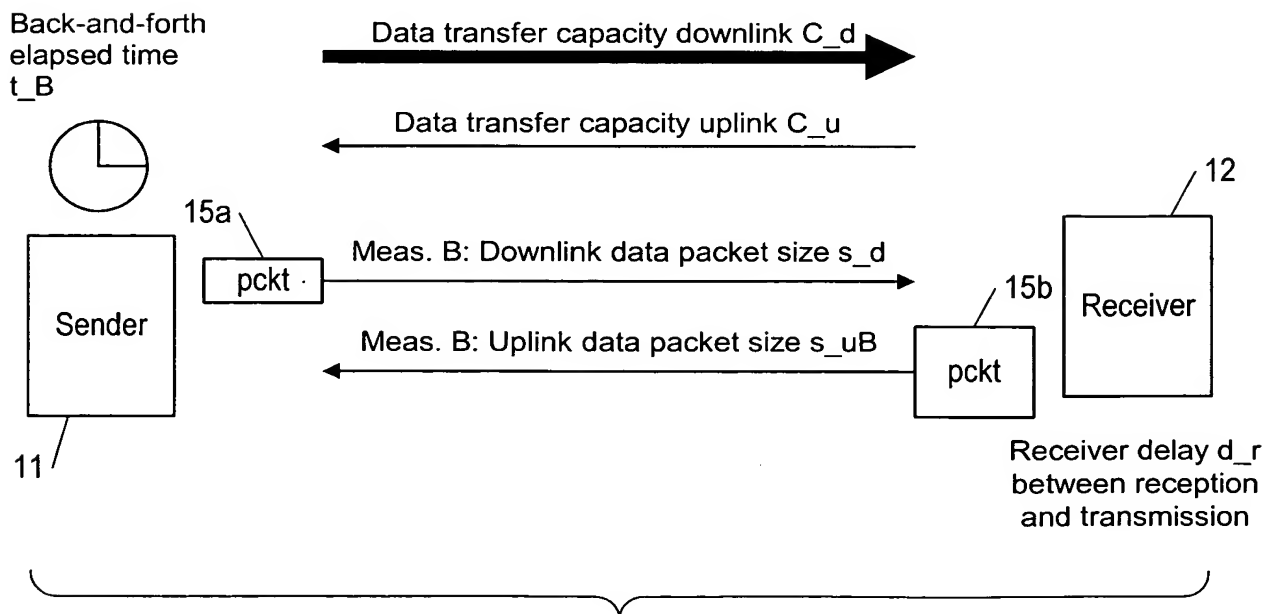 Back-and-forth
elapsed time
t_B
Data transfer capacity downlink C_d
Data transfer capacity uplink C_u
12
15a
Meas. B: Downlink data packet size s_d
pckt
15b
Sender
Receiver
Meas. B: Uplink data packet size s_uB
pckt
11
Receiver delay d_r
between reception
and transmission